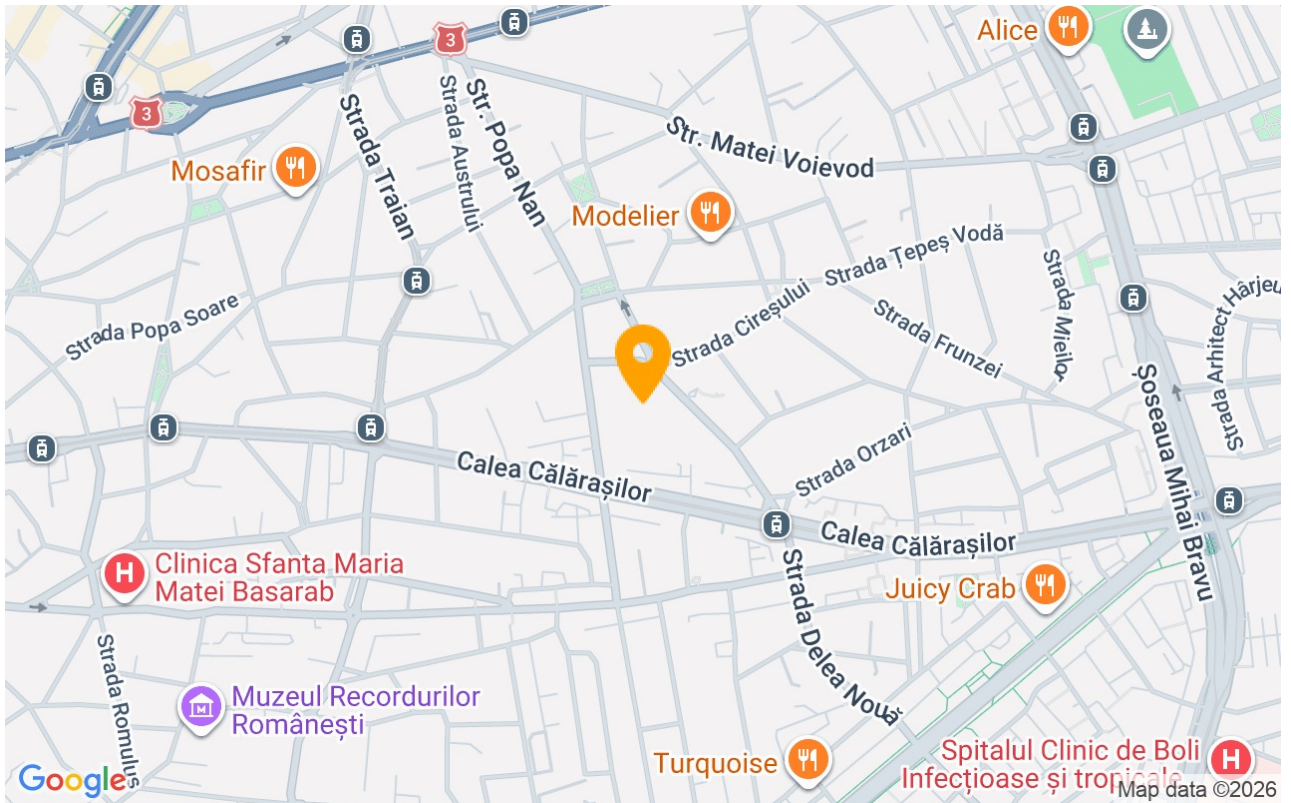 Alice
3
3
Strada Austrului
Str. Popa Nan
Strada Traian
Str. Matei Voievod
Mosafir
Modelier
Strada Țepeș Vodă
Strada Mieilor
Strada Arhitect Hârjeu
Strada Popa Soare
Strada Cireșului
Strada Frunzei
Șoseaua Mihai Bravu
Strada Orzari
Calea Călărașilor
Calea Călărașilor
H
Clinica Sfanta Maria
Matei Basarab
Juicy Crab
Strada Delea Nouă
Strada Romulus
M
Muzeul Recordurilor
Românești
Turquoise
Spitalul Clinic de Boli
Infecțioase și tropicale
H
Google
Map data ©2026